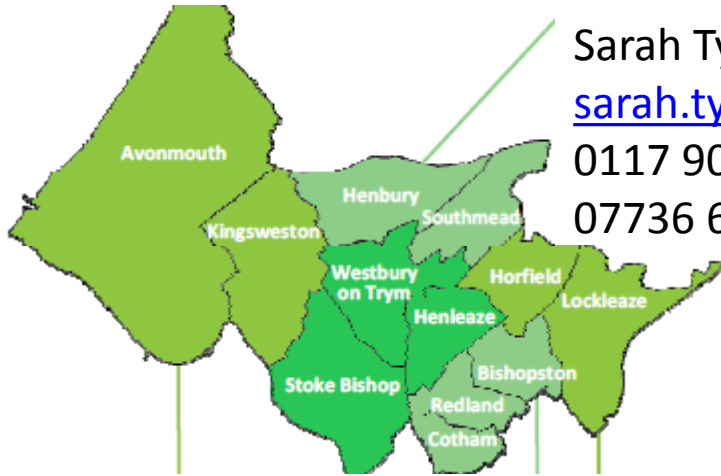 Sarah Ty
sarah.ty
0117 90
07736 6
Avonmouth
Henbury
Southmead
Kingsweston
Westbury
on Trym
Horfield
Lockleaze
Henleaze
Stoke Bishop
Bishopston
Redland
Cotham